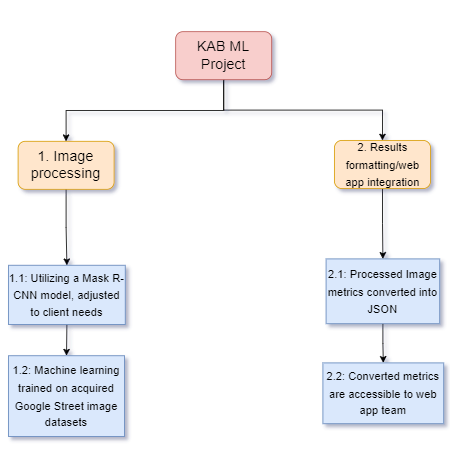 KAB ML
Project
1. Image
processing
2. Results
formatting/web
app integration
1.1: Utilizing a Mask R-
CNN model, adjusted
to client needs
2.1: Processed Image
metrics converted into
JSON
1.2: Machine learning
trained on acquired
Google Street image
datasets
2.2: Converted metrics
are accessible to web
app team